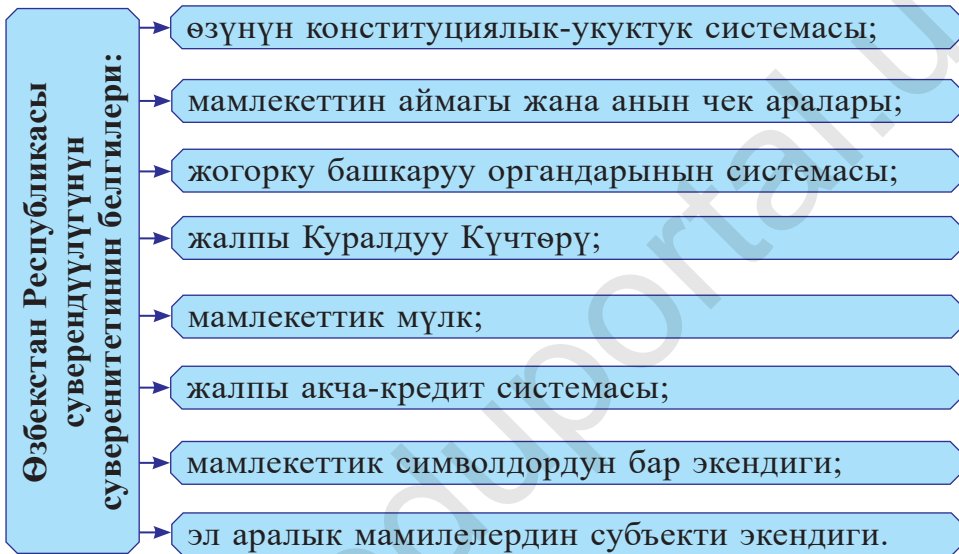 Өзбекстан Республикасы
суверендүүлүгүнүн
суверенитетинин белгилери:
өзүнүн конституциялык-укуктук системасы;
мамлекеттин аймагы жана анын чек аралары;
жогорку башкаруу органдарынын системасы;
жалпы Куралдуу Күчтөрү;
мамлекеттик мүлк;
жалпы акча-кредит системасы;
мамлекеттик символдордун бар экендиги;
эл аралык мамилелердин субъекти экендиги.
eduportal.u